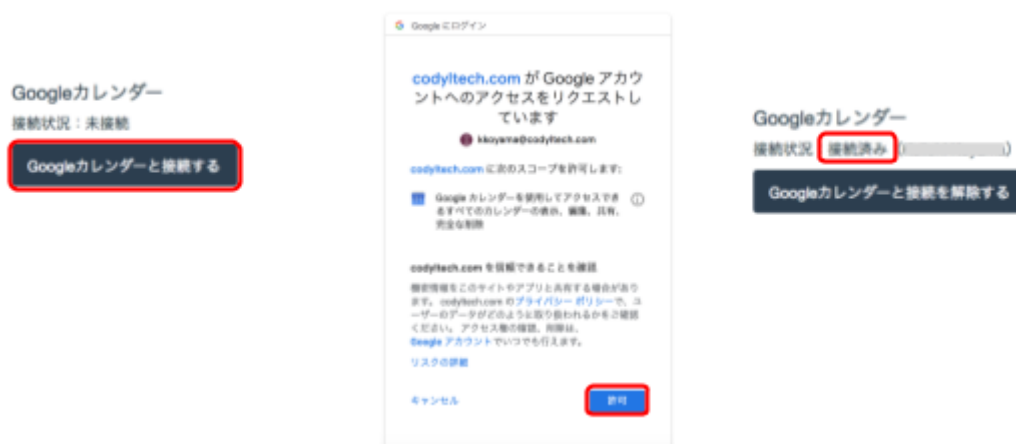 Googleカレンダー
接続状況：未接続
Googleカレンダーと接続する
G Google にログイン
codyltech.com が Google アカウ
ントへのアクセスをリクエストし
ています
kkoyama@codyltech.com
codyltech.com に次のスコープを許可します:
Google カレンダーを使用してアクセスでき
るすべてのカレンダーの表示、編集、共有、
完全な削除
codyltech.com を信頼できることを確認
機密情報をこのサイトやアプリと共有する場合があり
ます。 codyltech.com のプライバシー ポリシーで、ユ
ーザーのデータがどのように取り扱われるかをご確認
ください。 アクセス権の確認、削除は、
Google アカウントでいつでも行えます。
リスクの詳細
キャンセル
許可
Googleカレンダー
接続状況 接続済み
Googleカレンダーと接続を解除する